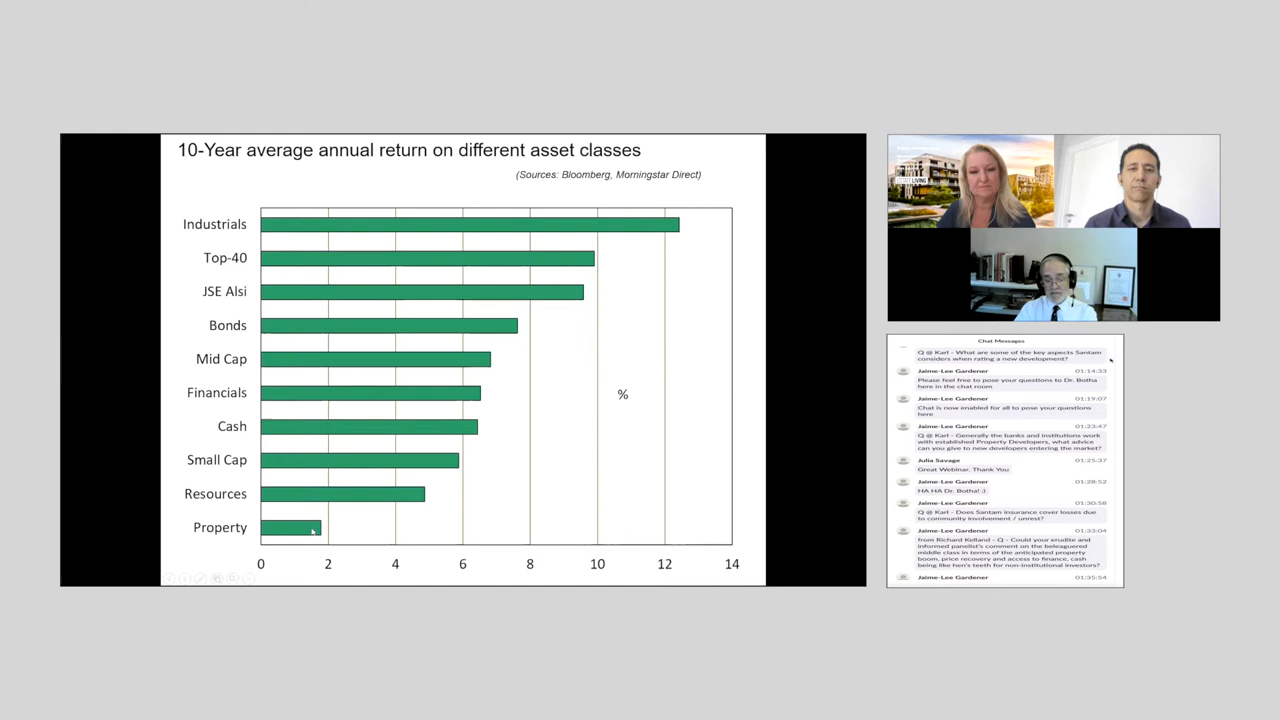 10-Year average annual return on different asset classes
(Sources: Bloomberg, Morningstar Direct)
Industrials
Top-40
JSE Alsi
Bonds
Mid Cap
Financials
Cash
Small Cap
Resources
Property
%
0 2 4 6 8 10 12 14
Chat Messages
Q @ Karl - What are some of the key aspects Santam
considers when rating a new development?
Jaime-Lee Gardener 01:14:33
Please feel free to pose your questions to Dr. Botha
here in the chat room
Jaime-Lee Gardener 01:19:07
Chat is now enabled for all to pose your questions
here
Jaime-Lee Gardener 01:23:47
Q @ Karl - Generally the banks and institutions work
with established Property Developers, what advice
can you give to new developers entering the market?
Julia Savage 01:25:37
Great Webinar. Thank You
Jaime-Lee Gardener 01:28:52
HA HA Dr. Botha! :)
Jaime-Lee Gardener 01:30:58
Q @ Karl - Does Santam insurance cover losses due
to community involvement / unrest?
Jaime-Lee Gardener 01:33:04
from Richard Kelland - Q - Could your erudite and
informed panelist's comment on the beleaguered
middle class in terms of the anticipated property
boom, price recovery and access to finance, cash
being like hen's teeth for non-institutional investors?
Jaime-Lee Gardener 01:35:54